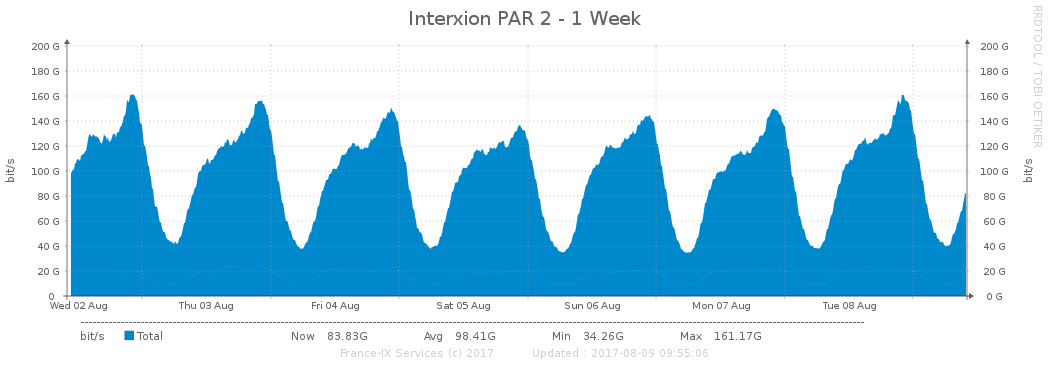 Interxion PAR 2 - 1 Week
RRDTOOL / TOBI OETIKER
bit/s
200 G
180 G
160 G
140 G
120 G
100 G
80 G
60 G
40 G
20 G
0
200 G
180 G
160 G
140 G
120 G
100 G
80 G
60 G
40 G
20 G
0 G
bit/s
Wed 02 Aug Thu 03 Aug Fri 04 Aug Sat 05 Aug Sun 06 Aug Mon 07 Aug Tue 08 Aug
bit/s Total Now 83.83G Avg 98.41G Min 34.26G Max 161.17G
France-IX Services (c) 2017 Updated : 2017-08-09 09:55:06